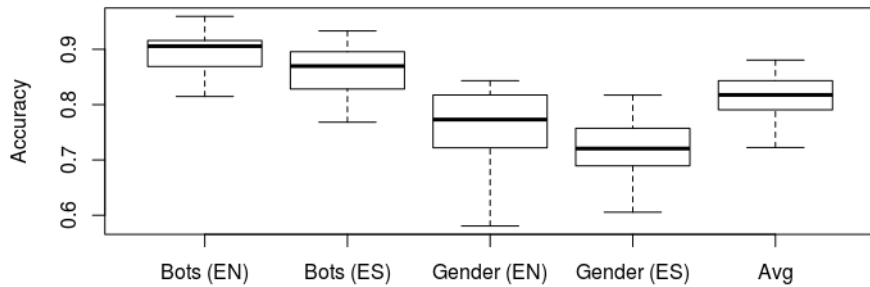 Accuracy
0.9
0.8
0.7
0.6
Bots (EN) Bots (ES) Gender (EN) Gender (ES) Avg